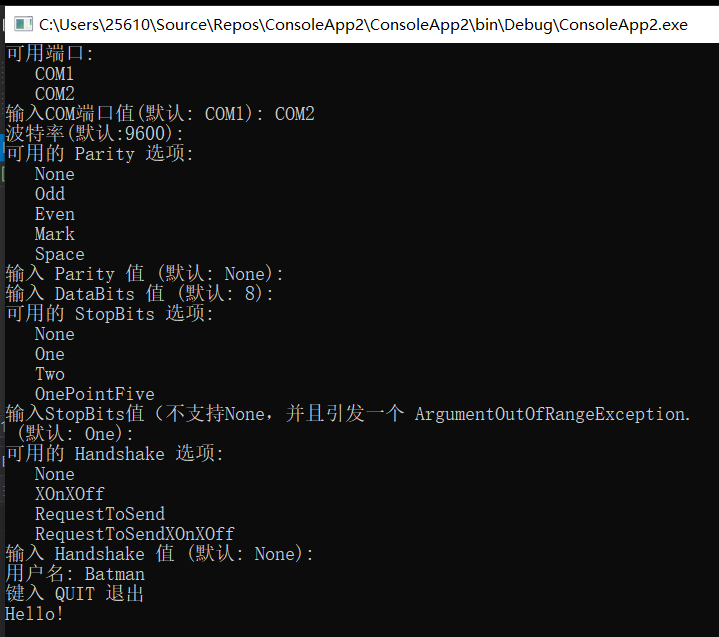 C:\Users\25610\Source\Repos\ConsoleApp2\ConsoleApp2\bin\Debug\ConsoleApp2.exe
可用端口:
   COM1
   COM2
输入COM端口值(默认: COM1): COM2
波特率(默认:9600):
可用的 Parity 选项:
   None
   Odd
   Even
   Mark
   Space
输入 Parity 值 (默认: None):
输入 DataBits 值 (默认: 8):
可用的 StopBits 选项:
   None
   One
   Two
   OnePointFive
输入StopBits值（不支持None，并且引发一个 ArgumentOutOfRangeException.
 (默认: One):
可用的 Handshake 选项:
   None
   XOnXOff
   RequestToSend
   RequestToSendXOnXOff
输入 Handshake 值 (默认: None):
用户名: Batman
键入 QUIT 退出
Hello!